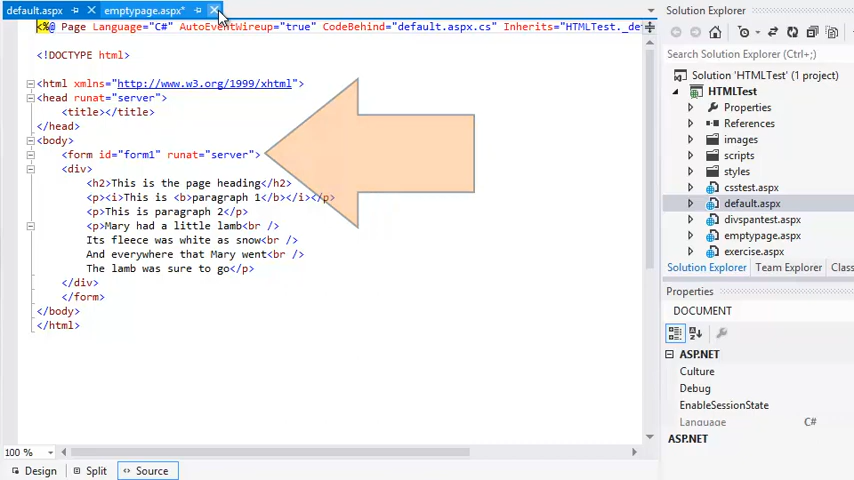 default.aspx emptypage.aspx*
<%@ Page Language="C#" AutoEventWireup="true" CodeBehind="default.aspx.cs" Inherits="HTMLTest._de
<!DOCTYPE html>
<html xmlns="http://www.w3.org/1999/xhtml">
<head runat="server">
<title></title>
</head>
<body>
<form id="form1" runat="server">
<div>
<h2>This is the page heading</h2>
<p><i>This is <b>paragraph 1</b></i></p>
<p>This is paragraph 2</p>
<p>Mary had a little lamb<br />
Its fleece was white as snow<br />
And everywhere that Mary went<br />
The lamb was sure to go</p>
</div>
</form>
</body>
</html>
100 %
Design Split Source
Solution Explorer
Search Solution Explorer (Ctrl+;)
Solution 'HTMLTest' (1 project)
HTMLTest
Properties
References
images
scripts
styles
csstest.aspx
default.aspx
divspantest.aspx
emptypage.aspx
exercise.aspx
Solution Explorer Team Explorer Class
Properties
DOCUMENT
ASP.NET
Culture
Debug
EnableSessionState
Language C#
ASP.NET